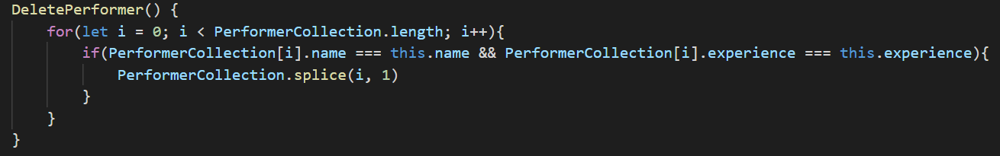 DeletePerformer() {
for(let i = 0; i < PerformerCollection.length; i++){
if(PerformerCollection[i].name === this.name && PerformerCollection[i].experience === this.experience){
PerformerCollection.splice(i, 1)
}
}
}